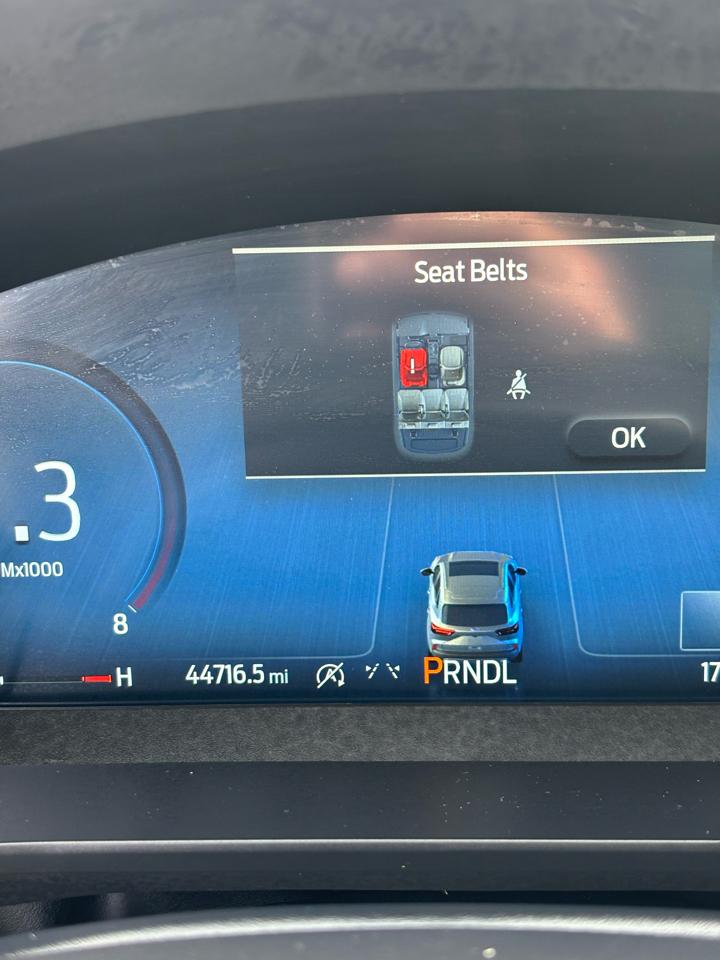 Seat Belts
OK
.3
Mx1000
8
H
44716.5 mi
PRNDL
17